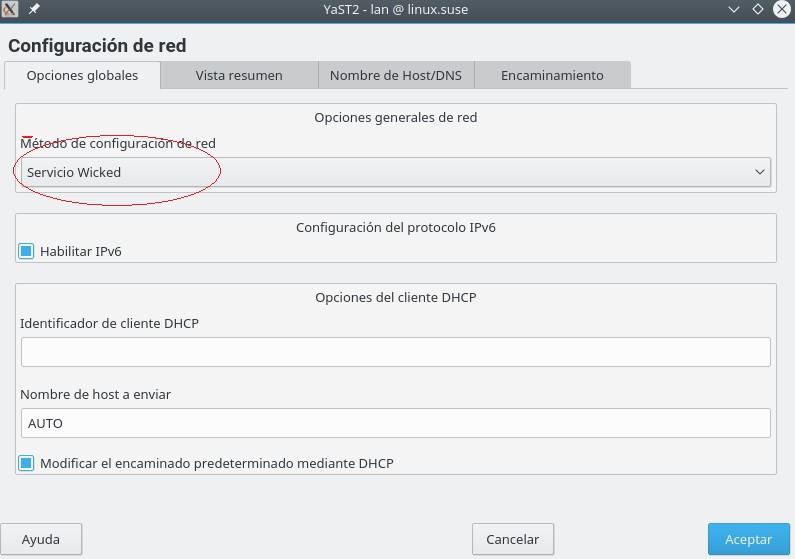 YaST2 - lan @ linux.suse
Configuración de red
Opciones globales
Vista resumen
Nombre de Host/DNS
Encaminamiento
Opciones generales de red
Método de configuración de red
Servicio Wicked
Configuración del protocolo IPv6
Habilitar IPv6
Opciones del cliente DHCP
Identificador de cliente DHCP
Nombre de host a enviar
AUTO
Modificar el encaminado predeterminado mediante DHCP
Ayuda
Cancelar
Aceptar